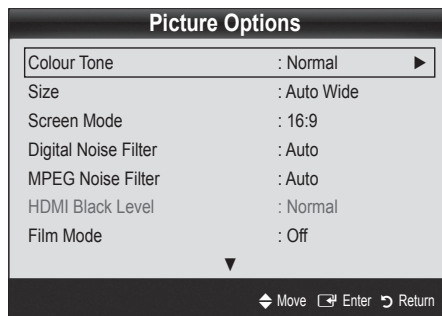 Picture Options
Colour Tone : Normal ►
Size : Auto Wide
Screen Mode : 16:9
Digital Noise Filter : Auto
MPEG Noise Filter : Auto
HDMI Black Level : Normal
Film Mode : Off
▼
Move Enter Return